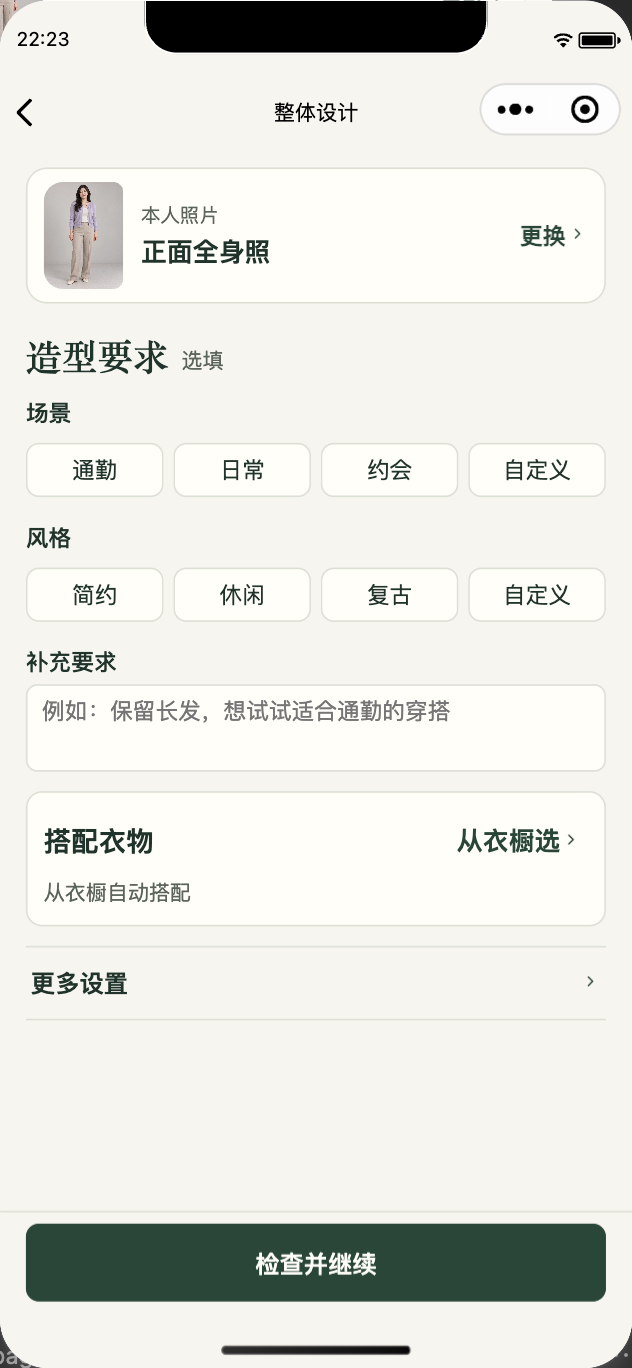 22:23
整体设计
本人照片
正面全身照
更换
造型要求 选填
场景
通勤 日常 约会 自定义
风格
简约 休闲 复古 自定义
补充要求
例如：保留长发，想试试适合通勤的穿搭
搭配衣物
从衣橱选
从衣橱自动搭配
更多设置
检查并继续